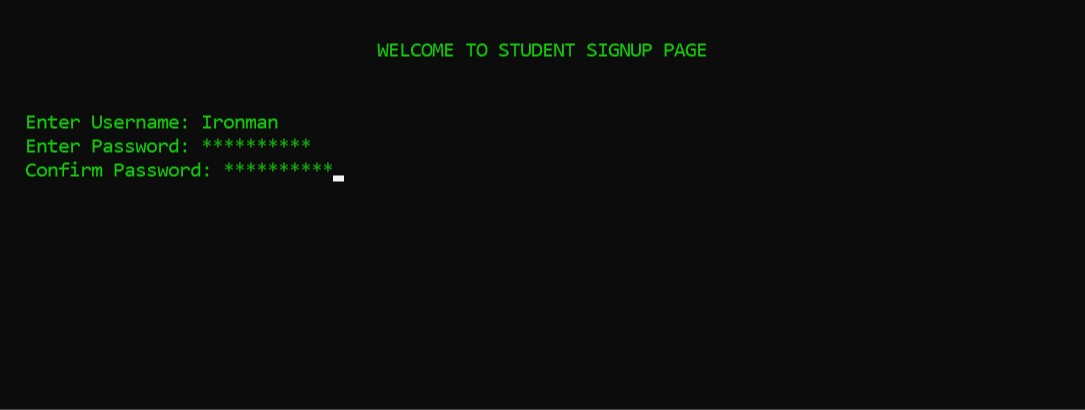 WELCOME TO STUDENT SIGNUP PAGE
Enter Username: Ironman
Enter Password: **********
Confirm Password: **********